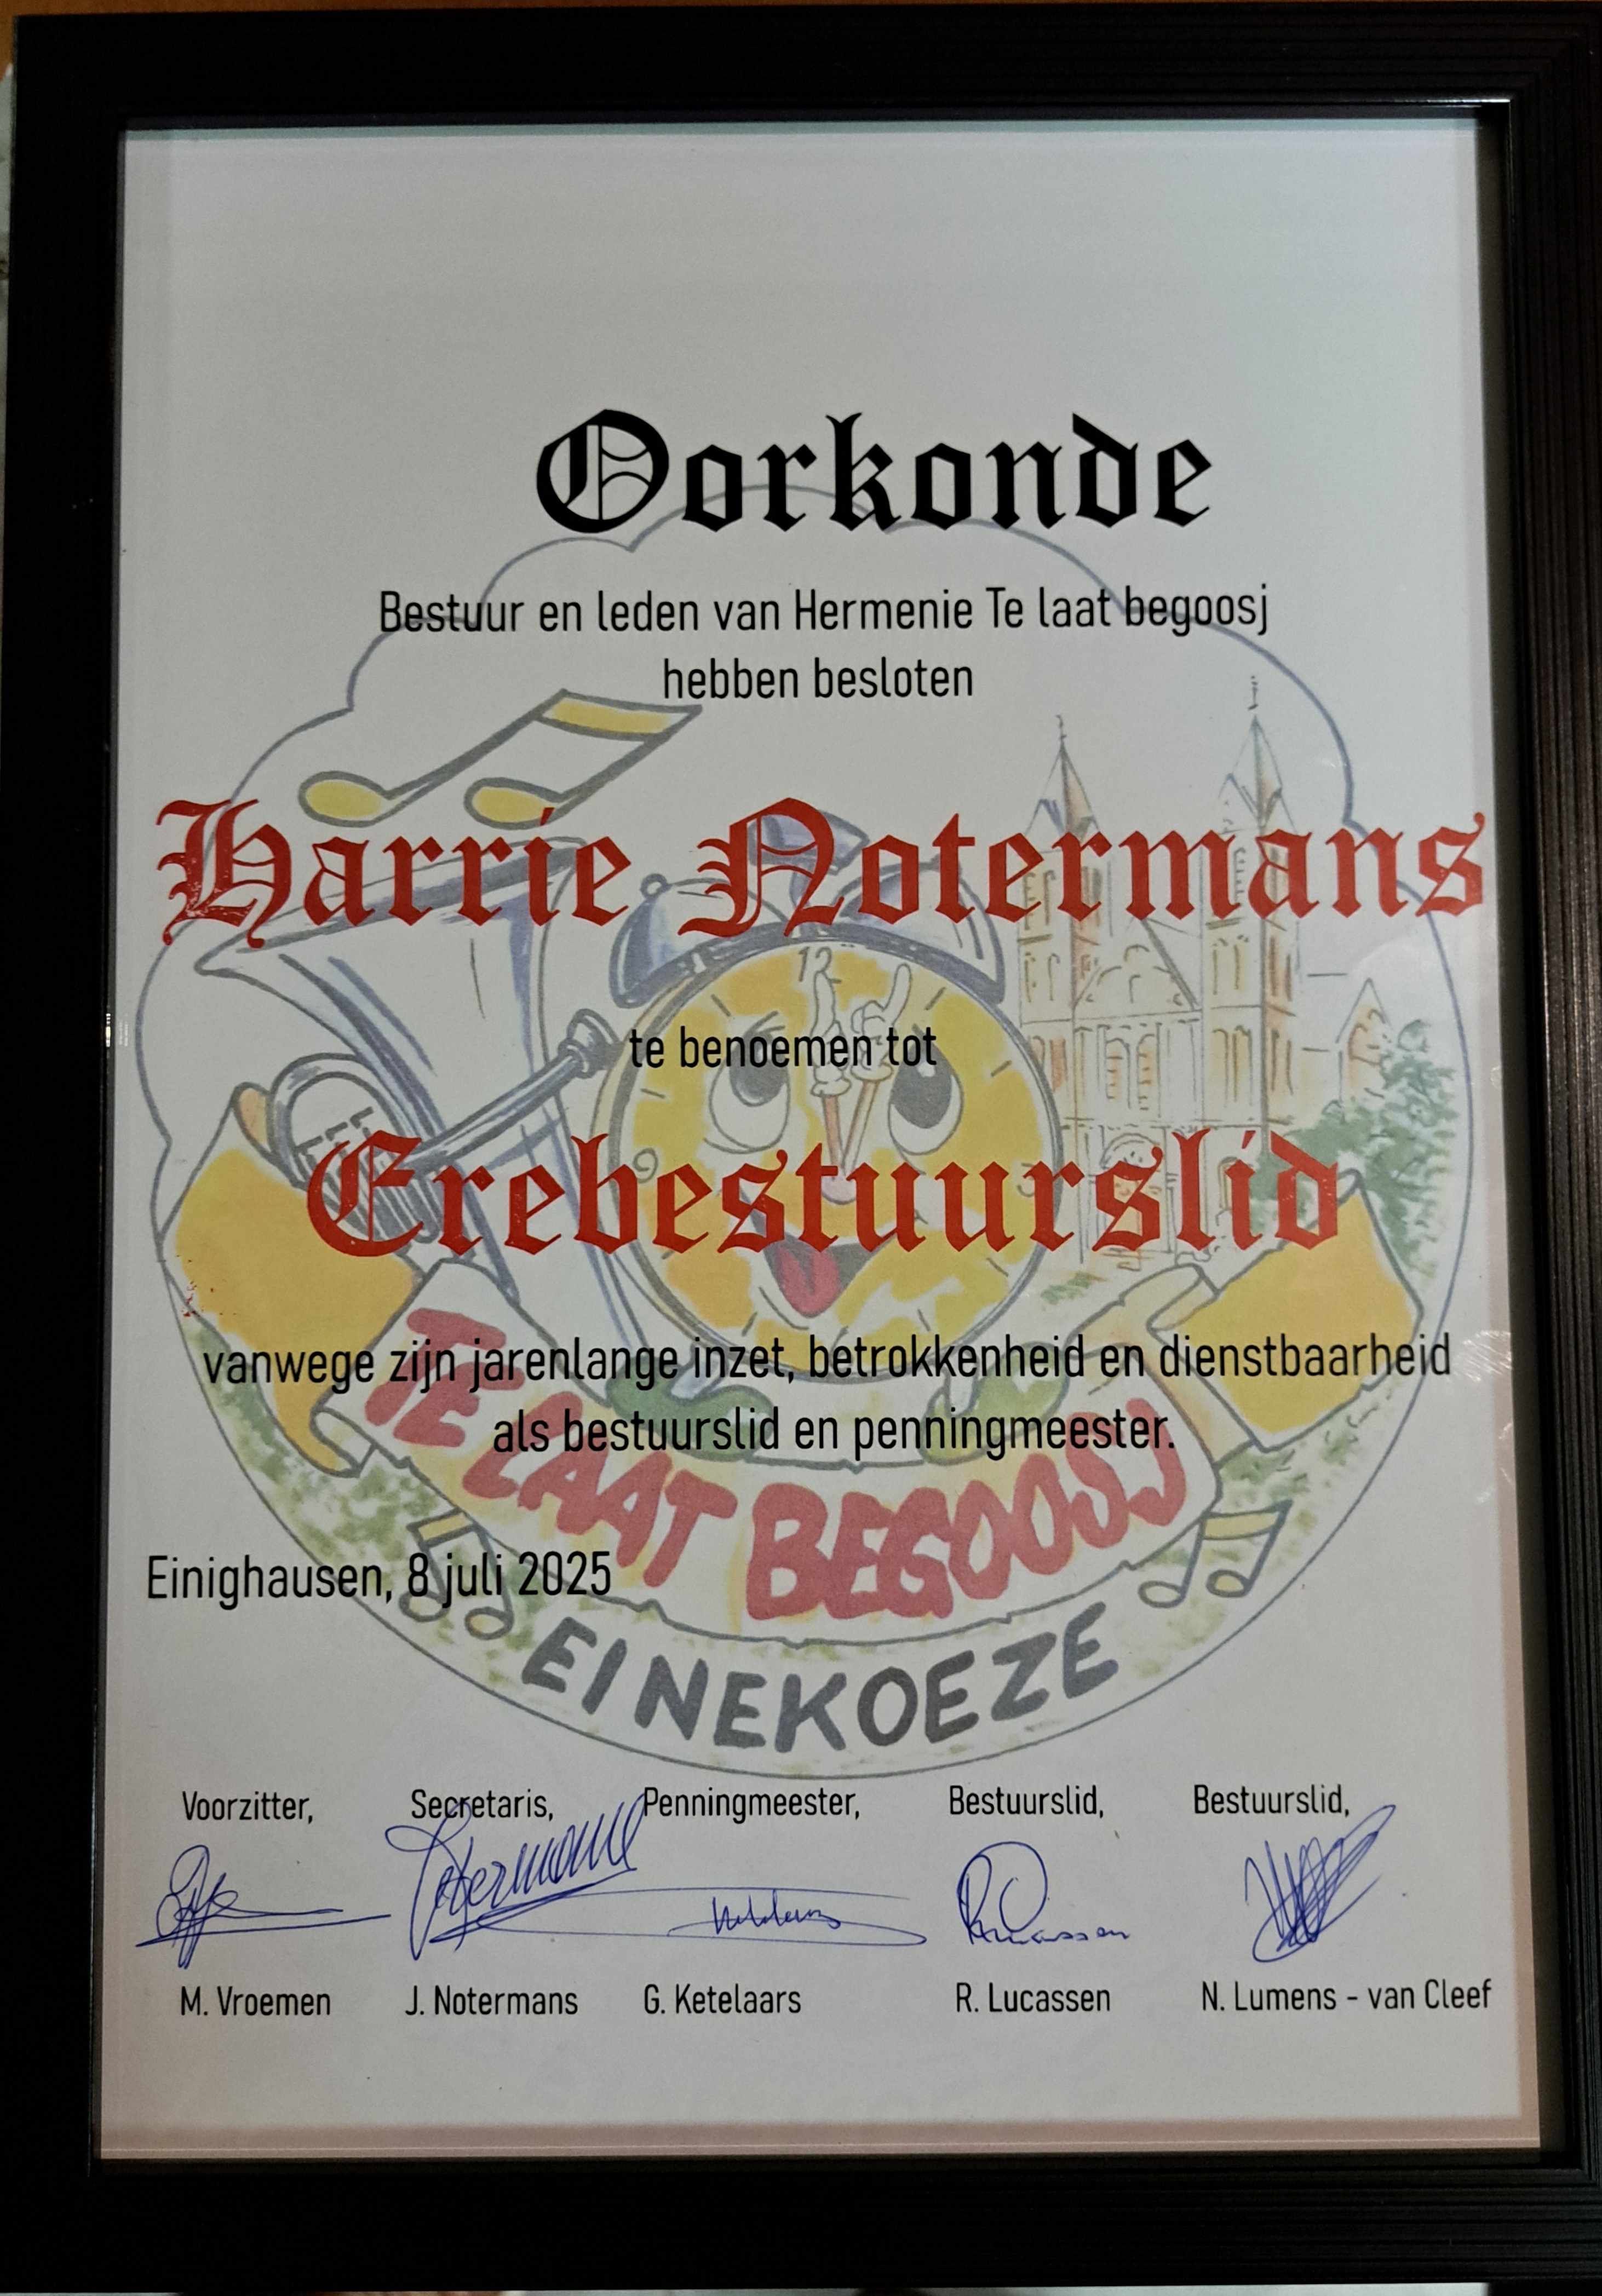 Oorkonde
Bestuur en leden van Hermenie Te laat begoosj
hebben besloten
Harrie Notermans
12
te benoemen tot
9
Erebestuurslid
vanwege zijn jarenlange inzet, betrokkenheid en dienstbaarheid
als bestuurslid en penningmeester.
TE LAAT BEGOOSJ
Einighausen, 8 juli 2025
EINEKOEZE
Voorzitter, Secretaris, Penningmeester, Bestuurslid, Bestuurslid,
M. Vroemen J. Notermans G. Ketelaars R. Lucassen N. Lumens - van Cleef